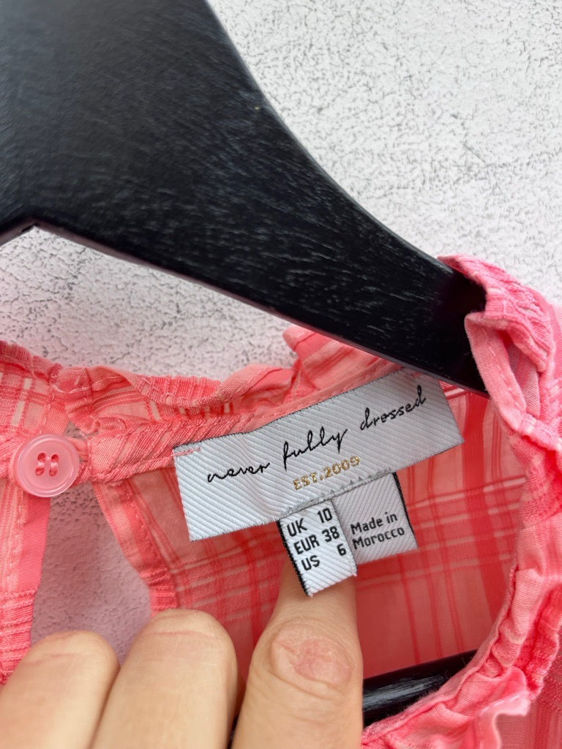 never fully dressed
EST.2009
UK 10
EUR 38
US 6
Made in
Morocco